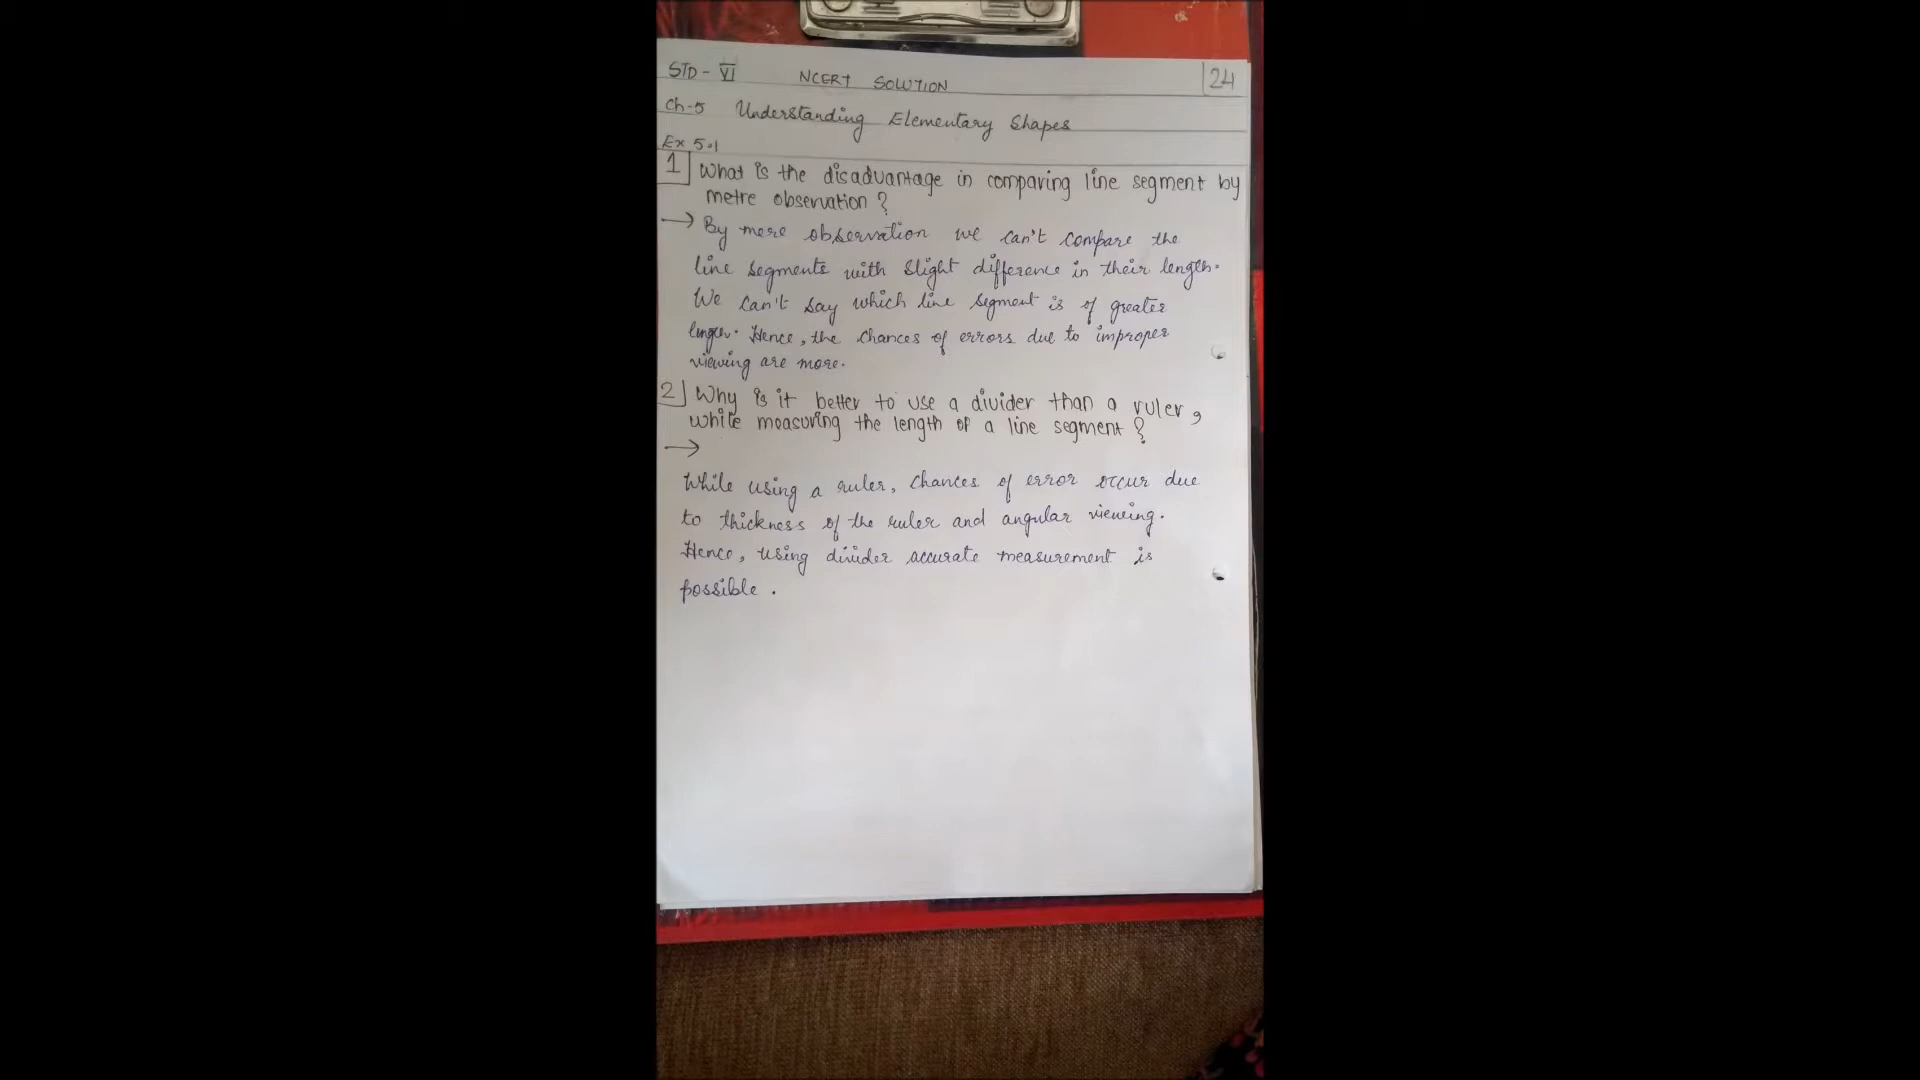 STD - VI NCERT SOLUTION 24
Ch-5 Understanding Elementary Shapes
Ex 5.1
1 What is the disadvantage in comparing line segment by
metre observation ?
→ By mere observation we can't compare the
line segments with slight difference in their length.
We can't say which line segment is of greater
length. Hence, the chances of errors due to improper
viewing are more.
2 Why is it better to use a divider than a ruler,
while measuring the length of a line segment ?
→
While using a ruler, chances of error occur due
to thickness of the ruler and angular viewing.
Hence, using divider accurate measurement is
possible.